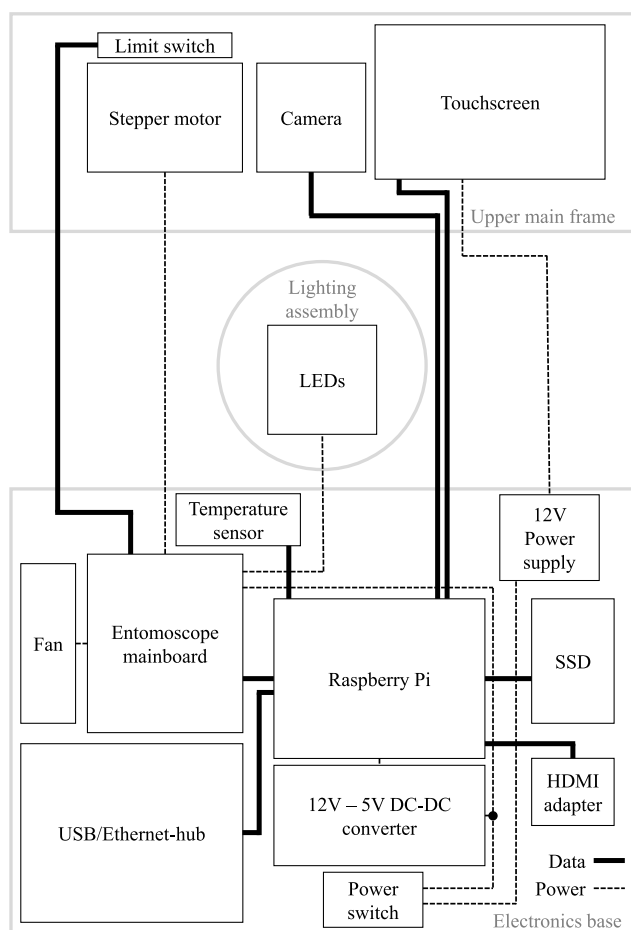 Limit switch
Stepper motor
Camera
Touchscreen
Upper main frame
Lighting
assembly
LEDs
Temperature
sensor
12V
Power
supply
Fan
Entomoscope
mainboard
Raspberry Pi
SSD
USB/Ethernet-hub
12V – 5V DC-DC
converter
HDMI
adapter
Data
Power
Power
switch
Electronics base